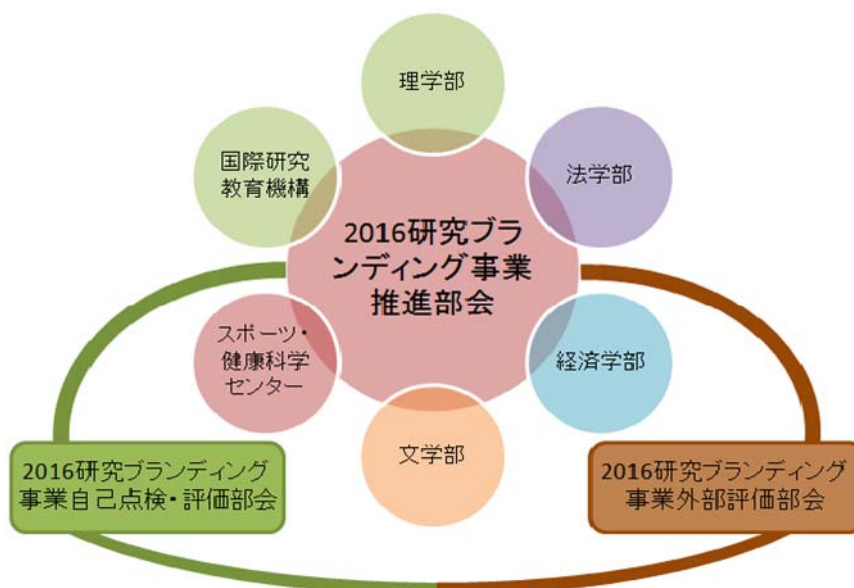 理学部
国際研究
教育機構
法学部
2016研究ブラ
ンディング事業
推進部会
スポーツ・
健康科学
センター
経済学部
文学部
2016研究ブランディング
事業自己点検・評価部会
2016研究ブランディング
事業外部評価部会